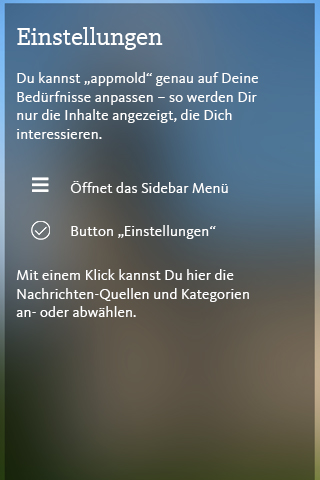 Einstellungen
Du kannst „appmold“ genau auf Deine
Bedürfnisse anpassen – so werden Dir
nur die Inhalte angezeigt, die Dich
interessieren.
Öffnet das Sidebar Menü
Button „Einstellungen“
Mit einem Klick kannst Du hier die
Nachrichten-Quellen und Kategorien
an- oder abwählen.